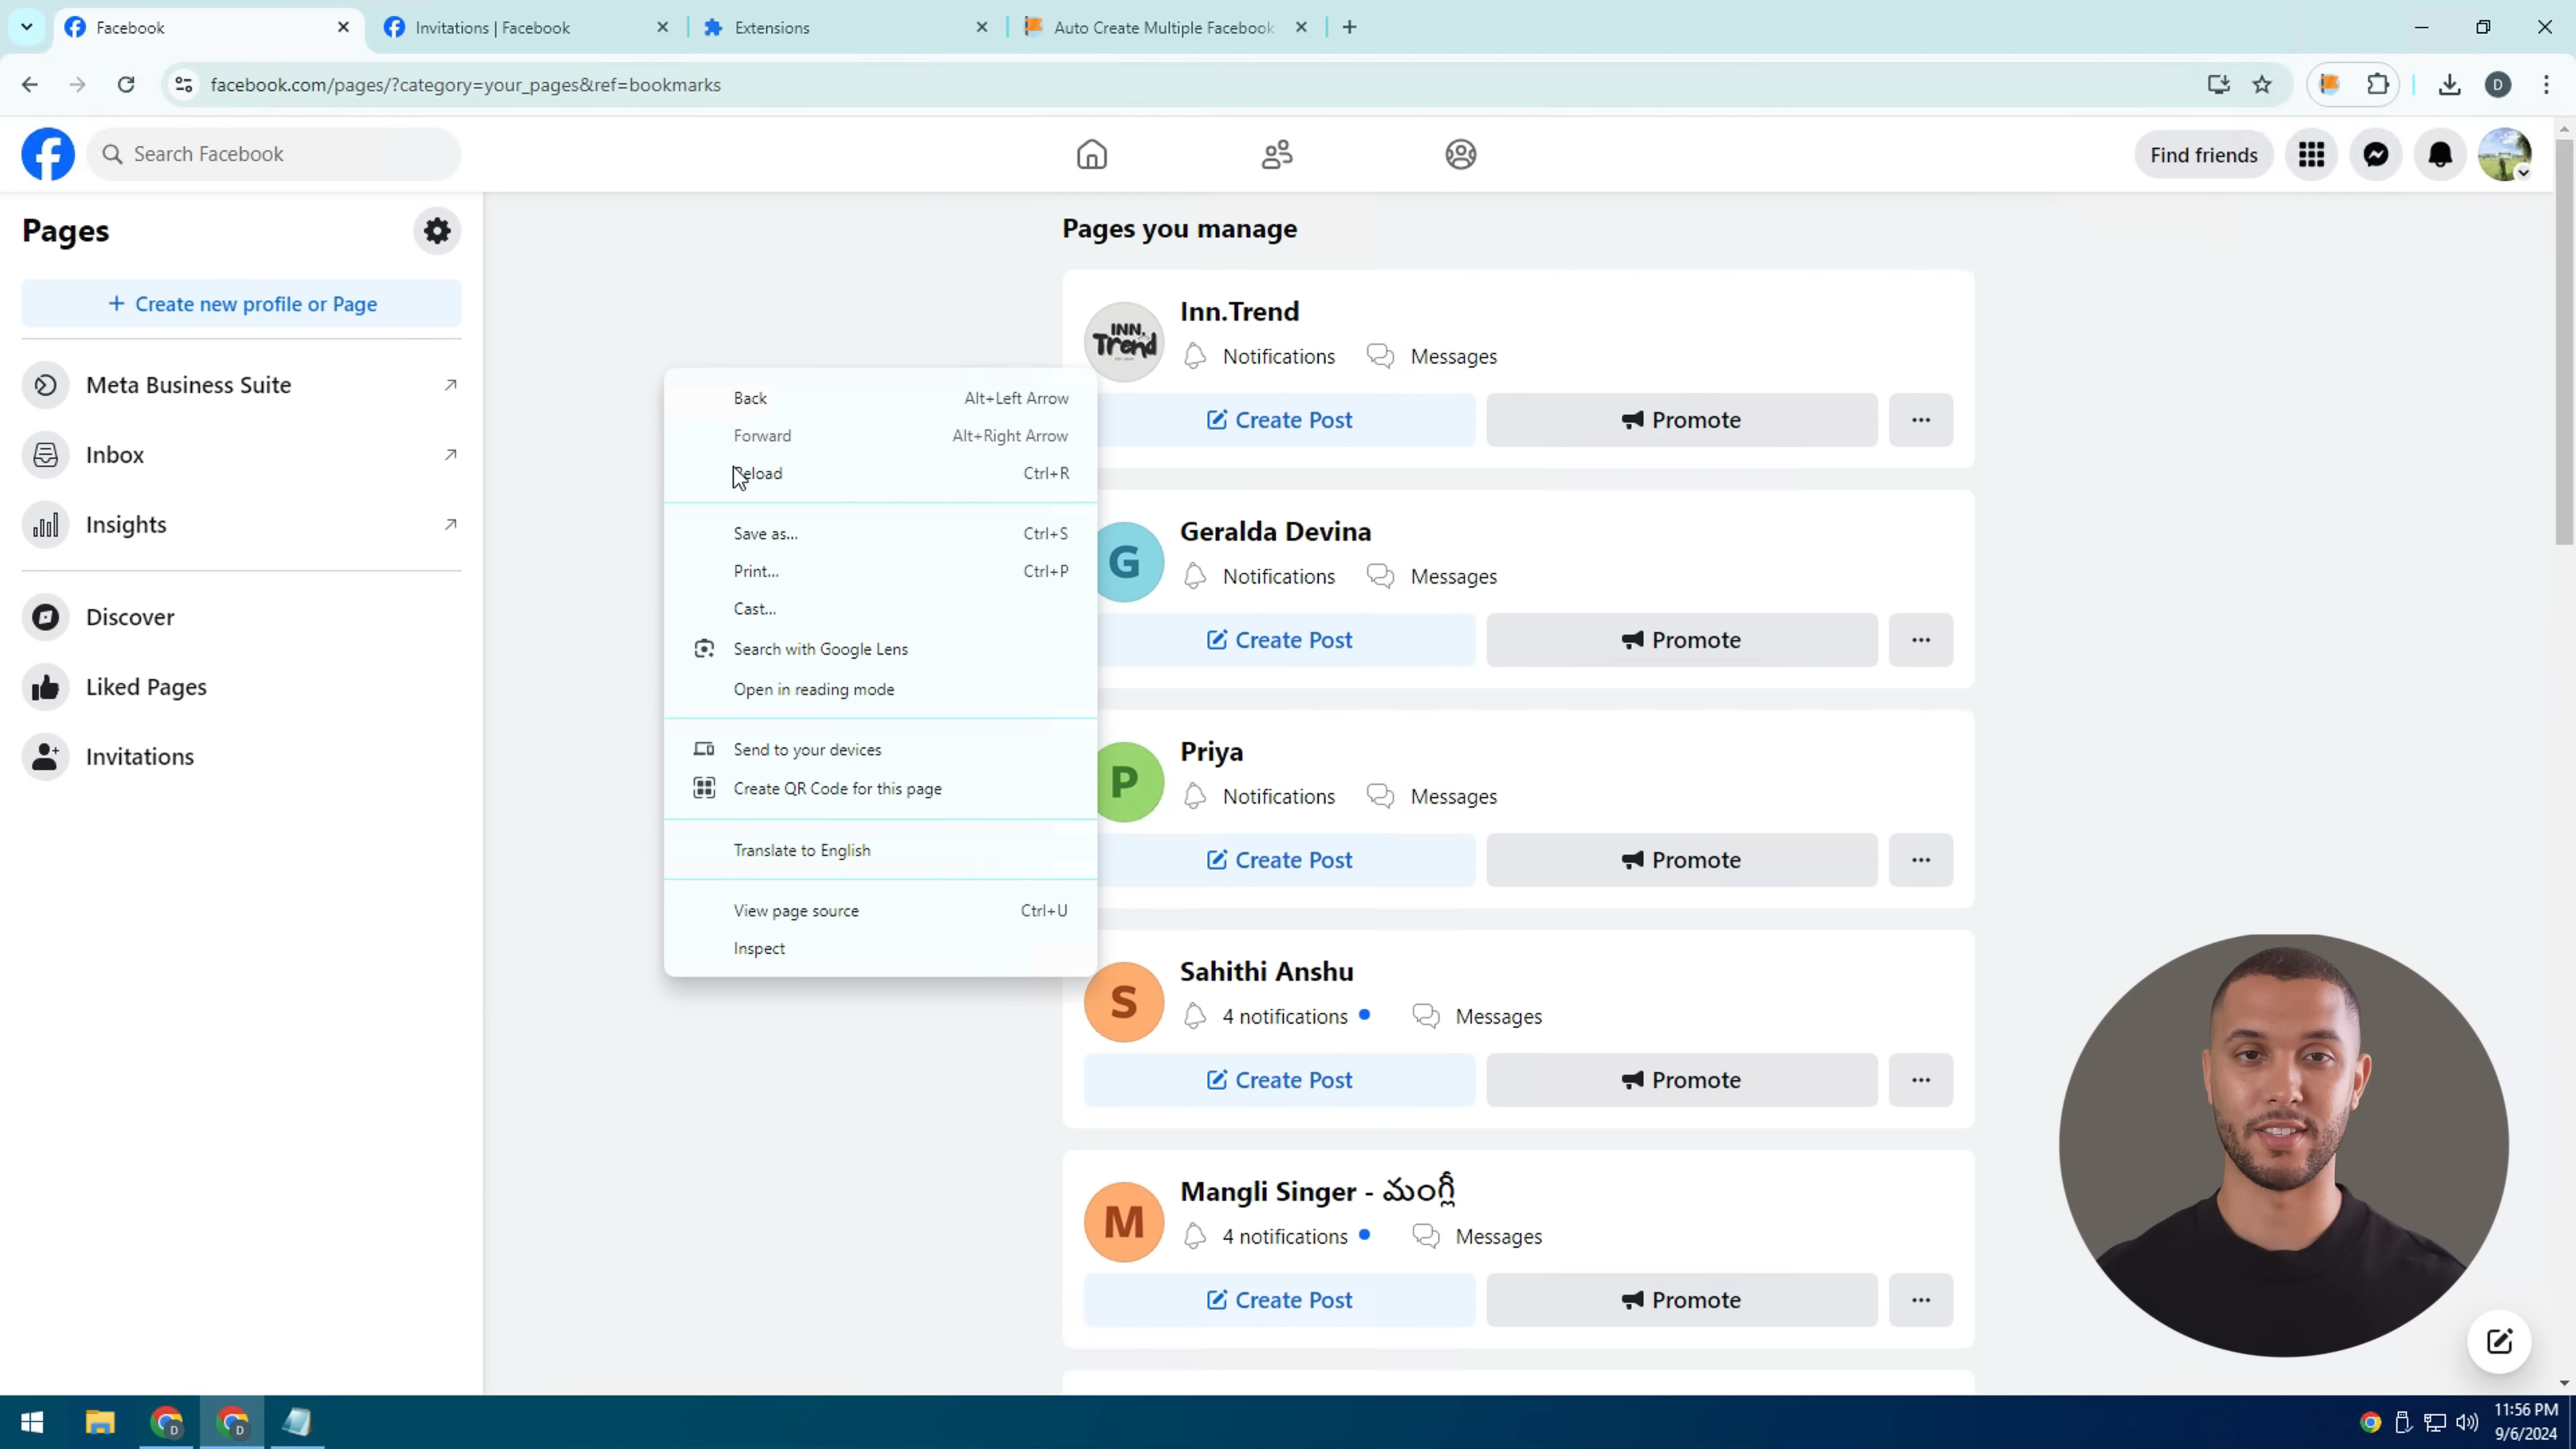 Facebook
Invitations | Facebook
Extensions
Auto Create Multiple Facebook
facebook.com/pages/?category=your_pages&ref=bookmarks
D
Search Facebook
Find friends
Pages
+ Create new profile or Page
Meta Business Suite
Inbox
Insights
Discover
Liked Pages
Invitations
Back Alt+Left Arrow
Forward Alt+Right Arrow
Reload Ctrl+R
Save as... Ctrl+S
Print... Ctrl+P
Cast...
Search with Google Lens
Open in reading mode
Send to your devices
Create QR Code for this page
Translate to English
View page source Ctrl+U
Inspect
Pages you manage
INN.
Trend
Inn.Trend
Notifications Messages
Create Post Promote
G
Geralda Devina
Notifications Messages
Create Post Promote
P
Priya
Notifications Messages
Create Post Promote
S
Sahithi Anshu
4 notifications Messages
Create Post Promote
M
Mangli Singer - మంగ్లీ
4 notifications Messages
Create Post Promote
D
D
11:56 PM
9/6/2024